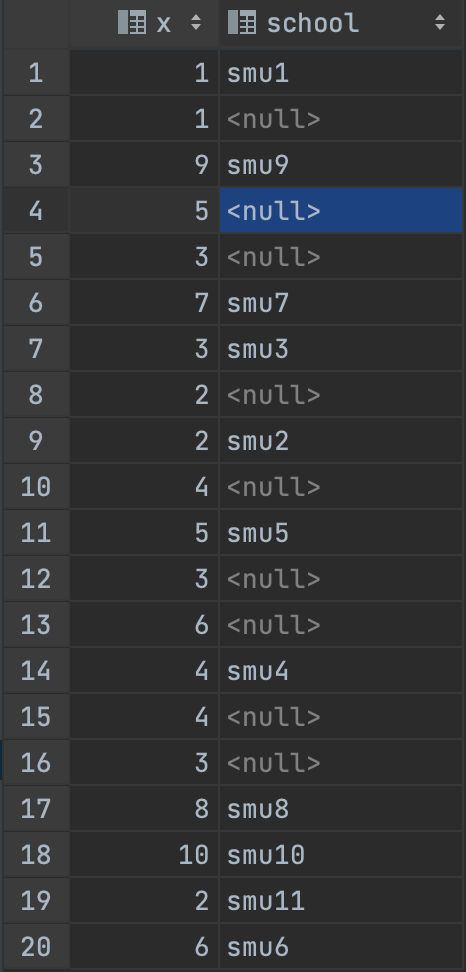 x school
1 1 smu1
2 1 <null>
3 9 smu9
4 5 <null>
5 3 <null>
6 7 smu7
7 3 smu3
8 2 <null>
9 2 smu2
10 4 <null>
11 5 smu5
12 3 <null>
13 6 <null>
14 4 smu4
15 4 <null>
16 3 <null>
17 8 smu8
18 10 smu10
19 2 smu11
20 6 smu6